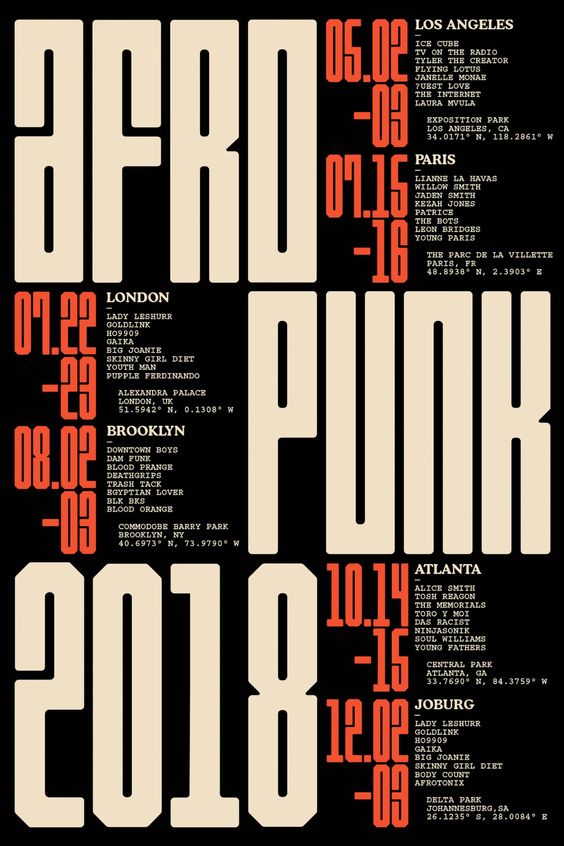 AFRO
05.02
-03
LOS ANGELES
–
ICE CUBE
TV ON THE RADIO
TYLER THE CREATOR
FLYING LOTUS
JANELLE MONAE
?UEST LOVE
THE INTERNET
LAURA MVULA
EXPOSITION PARK
LOS ANGELES, CA
34.0171° N, 118.2861° W
07.15
-16
PARIS
–
LIANNE LA HAVAS
WILLOW SMITH
JADEN SMITH
KEZAH JONES
PATRICE
THE BOTS
LEON BRIDGES
YOUNG PARIS
THE PARC DE LA VILLETTE
PARIS, FR
48.8938° N, 2.3903° E
07.22
-23
LONDON
–
LADY LESHURR
GOLDLINK
HO9909
GAIKA
BIG JOANIE
SKINNY GIRL DIET
YOUTH MAN
PUPPLE FERDINANDO
ALEXANDRA PALACE
LONDON, UK
51.5942° N, 0.1308° W
08.02
-03
BROOKLYN
–
DOWNTOWN BOYS
DAM FUNK
BLOOD PRANGE
DEATHGRIPS
TRASH TACK
EGYPTIAN LOVER
BLK BKS
BLOOD ORANGE
COMMODOBE BARRY PARK
BROOKLYN, NY
40.6973° N, 73.9790° W
PUNK
2018
10.14
-15
ATLANTA
–
ALICE SMITH
TOSH REAGON
THE MEMORIALS
TORO Y MOI
DAS RACIST
NINJASONIK
SOUL WILLIAMS
YOUNG FATHERS
CENTRAL PARK
ATLANTA, GA
33.7690° N, 84.3759° W
12.02
-03
JOBURG
–
LADY LESHURR
GOLDLINK
HO9909
GAIKA
BIG JOANIE
SKINNY GIRL DIET
BODY COUNT
AFROTONIX
DELTA PARK
JOHANNESBURG,SA
26.1235° S, 28.0084° E